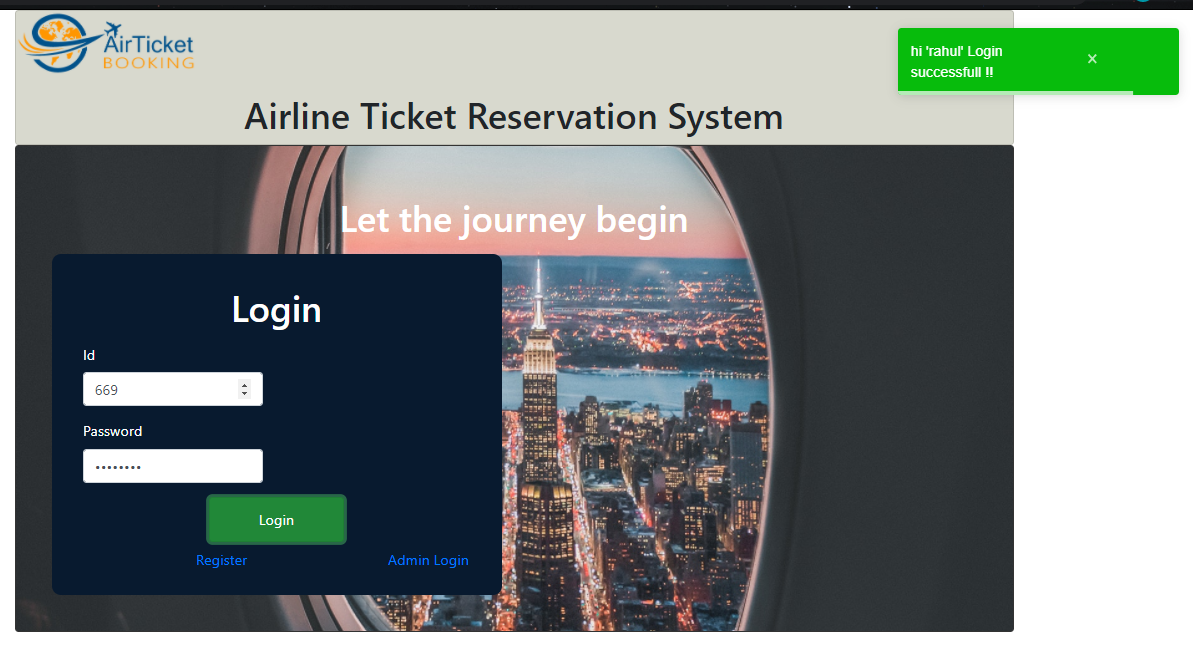 AirTicket
BOOKING
hi 'rahul' Login
successfull !!
×
Airline Ticket Reservation System
Let the journey begin
Login
Id
669
Password
••••••••
Login
Register
Admin Login